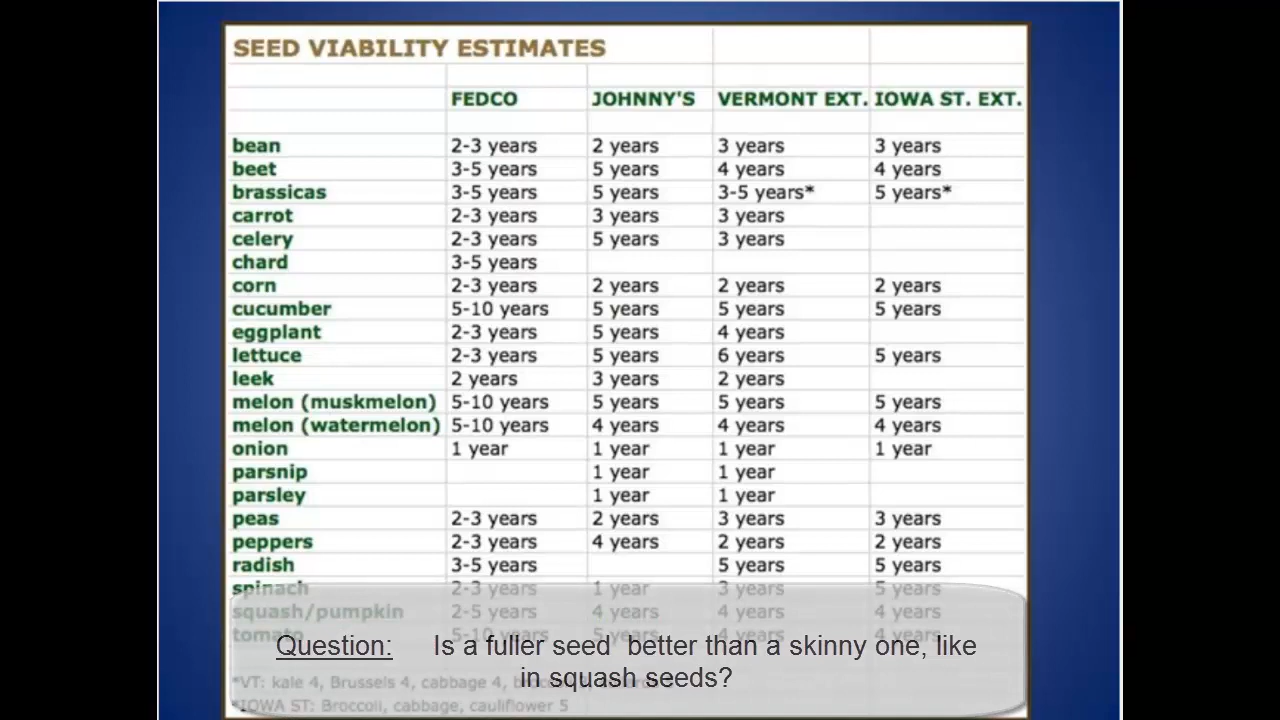 SEED VIABILITY ESTIMATES
FEDCO JOHNNY'S VERMONT EXT. IOWA ST. EXT.
bean 2-3 years 2 years 3 years 3 years
beet 3-5 years 5 years 4 years 4 years
brassicas 3-5 years 5 years 3-5 years* 5 years*
carrot 2-3 years 3 years 3 years
celery 2-3 years 5 years 3 years
chard 3-5 years
corn 2-3 years 2 years 2 years 2 years
cucumber 5-10 years 5 years 5 years 5 years
eggplant 2-3 years 5 years 4 years
lettuce 2-3 years 5 years 6 years 5 years
leek 2 years 3 years 2 years
melon (muskmelon) 5-10 years 5 years 5 years 5 years
melon (watermelon) 5-10 years 4 years 4 years 4 years
onion 1 year 1 year 1 year 1 year
parsnip 1 year 1 year
parsley 1 year 1 year
peas 2-3 years 2 years 3 years 3 years
peppers 2-3 years 4 years 2 years 2 years
radish 3-5 years 5 years 5 years
spinach 2-3 years 1 year 3 years 5 years
squash/pumpkin 2-5 years 4 years 4 years 4 years
tomato 5-10 years 5 years 4 years 4 years
Question: Is a fuller seed better than a skinny one, like
in squash seeds?
*VT: kale 4, Brussels 4, cabbage 4,
*IOWA ST: Broccoli, cabbage, cauliflower 5